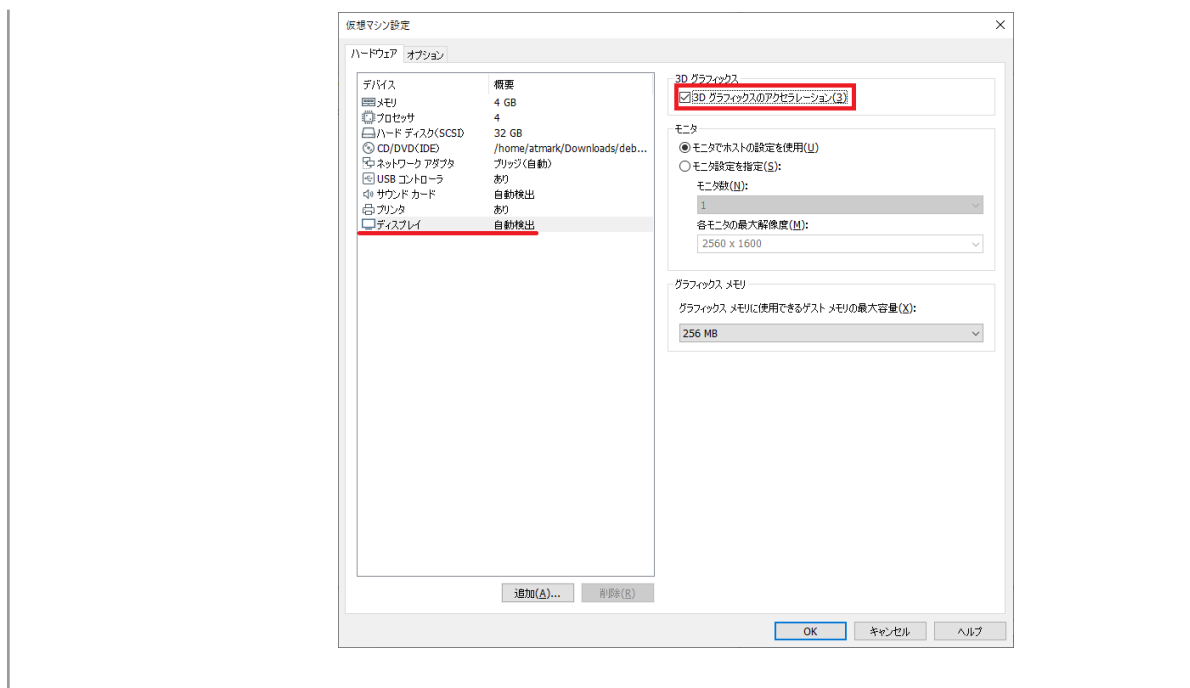 仮想マシン設定
ハードウェア オプション
デバイス 概要
メモリ 4 GB
プロセッサ 4
ハード ディスク(SCSI) 32 GB
CD/DVD(IDE) /home/atmark/Downloads/deb...
ネットワーク アダプタ ブリッジ(自動)
USB コントローラ あり
サウンド カード 自動検出
プリンタ あり
ディスプレイ 自動検出
追加(A)... 削除(R)
3D グラフィックス
3D グラフィックスのアクセラレーション(3)
モニタ
モニタでホストの設定を使用(U)
モニタ設定を指定(S):
モニタ数(N):
1
各モニタの最大解像度(M):
2560 x 1600
グラフィックス メモリ
グラフィックス メモリに使用できるゲスト メモリの最大容量(X):
256 MB
OK キャンセル ヘルプ